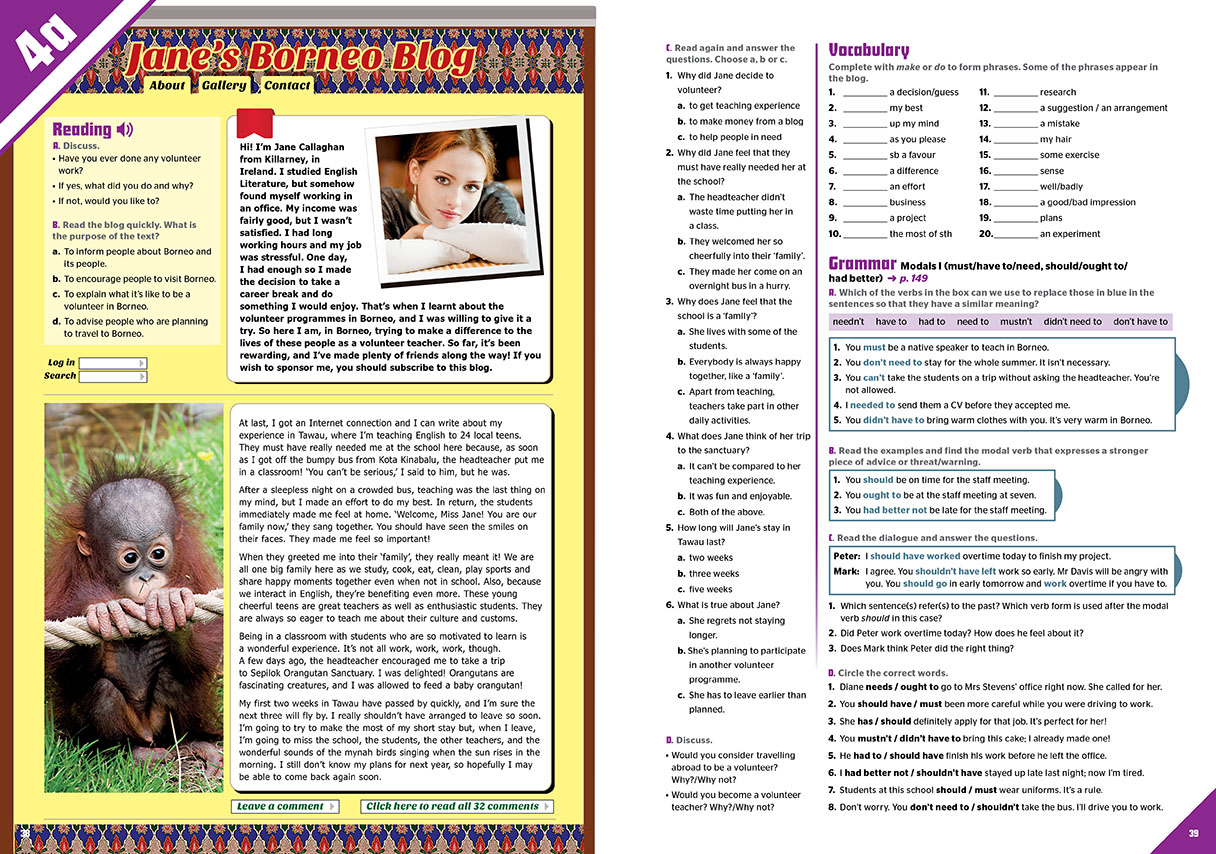 4a
Jane's Borneo Blog
About Gallery Contact
Reading
A. Discuss.
• Have you ever done any volunteer
work?
• If yes, what did you do and why?
• If not, would you like to?
B. Read the blog quickly. What is
the purpose of the text?
a. To inform people about Borneo and
its people.
b. To encourage people to visit Borneo.
c. To explain what it's like to be a
volunteer in Borneo.
d. To advise people who are planning
to travel to Borneo.
Log in
Search
Hi! I'm Jane Callaghan
from Killarney, in
Ireland. I studied English
Literature, but somehow
found myself working in
an office. My income was
fairly good, but I wasn't
satisfied. I had long
working hours and my job
was stressful. One day,
I had enough so I made
the decision to take a
career break and do
something I would enjoy. That's when I learnt about the
volunteer programmes in Borneo, and I was willing to give it a
try. So here I am, in Borneo, trying to make a difference to the
lives of these people as a volunteer teacher. So far, it's been
rewarding, and I've made plenty of friends along the way! If you
wish to sponsor me, you should subscribe to this blog.
At last, I got an Internet connection and I can write about my
experience in Tawau, where I'm teaching English to 24 local teens.
They must have really needed me at the school here because, as soon
as I got off the bumpy bus from Kota Kinabalu, the headteacher put me
in a classroom! 'You can't be serious,' I said to him, but he was.
After a sleepless night on a crowded bus, teaching was the last thing on
my mind, but I made an effort to do my best. In return, the students
immediately made me feel at home. 'Welcome, Miss Jane! You are our
family now,' they sang together. You should have seen the smiles on
their faces. They made me feel so important!
When they greeted me into their 'family', they really meant it! We are
all one big family here as we study, cook, eat, clean, play sports and
share happy moments together even when not in school. Also, because
we interact in English, they're benefiting even more. These young
cheerful teens are great teachers as well as enthusiastic students. They
are always so eager to teach me about their culture and customs.
Being in a classroom with students who are so motivated to learn is
a wonderful experience. It's not all work, work, work, though.
A few days ago, the headteacher encouraged me to take a trip
to Sepilok Orangutan Sanctuary. I was delighted! Orangutans are
fascinating creatures, and I was allowed to feed a baby orangutan!
My first two weeks in Tawau have passed by quickly, and I'm sure the
next three will fly by. I really shouldn't have arranged to leave so soon.
I'm going to try to make the most of my short stay but, when I leave,
I'm going to miss the school, the students, the other teachers, and the
wonderful sounds of the mynah birds singing when the sun rises in the
morning. I still don't know my plans for next year, so hopefully I may
be able to come back again soon.
Leave a comment
Click here to read all 32 comments
38
C. Read again and answer the
questions. Choose a, b or c.
1. Why did Jane decide to
volunteer?
a. to get teaching experience
b. to make money from a blog
c. to help people in need
2. Why did Jane feel that they
must have really needed her at
the school?
a. The headteacher didn't
waste time putting her in
a class.
b. They welcomed her so
cheerfully into their 'family'.
c. They made her come on an
overnight bus in a hurry.
3. Why does Jane feel that the
school is a 'family'?
a. She lives with some of the
students.
b. Everybody is always happy
together, like a 'family'.
c. Apart from teaching,
teachers take part in other
daily activities.
4. What does Jane think of her trip
to the sanctuary?
a. It can't be compared to her
teaching experience.
b. It was fun and enjoyable.
c. Both of the above.
5. How long will Jane's stay in
Tawau last?
a. two weeks
b. three weeks
c. five weeks
6. What is true about Jane?
a. She regrets not staying
longer.
b. She's planning to participate
in another volunteer
programme.
c. She has to leave earlier than
planned.
D. Discuss.
• Would you consider travelling
abroad to be a volunteer?
Why?/Why not?
• Would you become a volunteer
teacher? Why?/Why not?
Vocabulary
Complete with make or do to form phrases. Some of the phrases appear in
the blog.
1. ________ a decision/guess
2. ________ my best
3. ________ up my mind
4. ________ as you please
5. ________ sb a favour
6. ________ a difference
7. ________ an effort
8. ________ business
9. ________ a project
10. ________ the most of sth
11. ________ research
12. ________ a suggestion / an arrangement
13. ________ a mistake
14. ________ my hair
15. ________ some exercise
16. ________ sense
17. ________ well/badly
18. ________ a good/bad impression
19. ________ plans
20. ________ an experiment
Grammar Modals I (must/have to/need, should/ought to/
had better) → p. 149
A. Which of the verbs in the box can we use to replace those in blue in the
sentences so that they have a similar meaning?
needn't have to had to need to mustn't didn't need to don't have to
1. You must be a native speaker to teach in Borneo.
2. You don't need to stay for the whole summer. It isn't necessary.
3. You can't take the students on a trip without asking the headteacher. You're
not allowed.
4. I needed to send them a CV before they accepted me.
5. You didn't have to bring warm clothes with you. It's very warm in Borneo.
B. Read the examples and find the modal verb that expresses a stronger
piece of advice or threat/warning.
1. You should be on time for the staff meeting.
2. You ought to be at the staff meeting at seven.
3. You had better not be late for the staff meeting.
C. Read the dialogue and answer the questions.
Peter: I should have worked overtime today to finish my project.
Mark: I agree. You shouldn't have left work so early. Mr Davis will be angry with
you. You should go in early tomorrow and work overtime if you have to.
1. Which sentence(s) refer(s) to the past? Which verb form is used after the modal
verb should in this case?
2. Did Peter work overtime today? How does he feel about it?
3. Does Mark think Peter did the right thing?
D. Circle the correct words.
1. Diane needs / ought to go to Mrs Stevens' office right now. She called for her.
2. You should have / must been more careful while you were driving to work.
3. She has / should definitely apply for that job. It's perfect for her!
4. You mustn't / didn't have to bring this cake; I already made one!
5. He had to / should have finish his work before he left the office.
6. I had better not / shouldn't have stayed up late last night; now I'm tired.
7. Students at this school should / must wear uniforms. It's a rule.
8. Don't worry. You don't need to / shouldn't take the bus. I'll drive you to work.
39